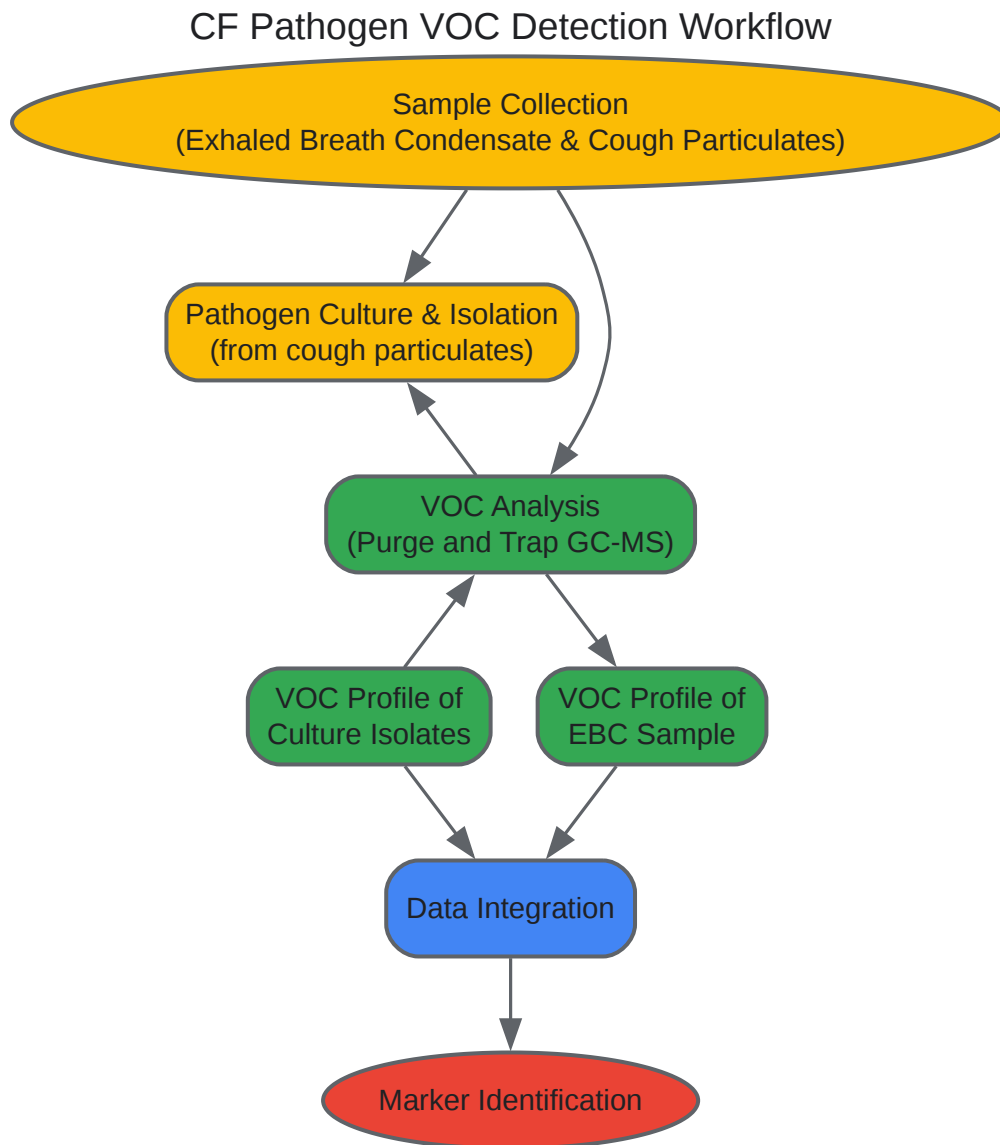 CF Pathogen VOC Detection Workflow
Sample Collection
(Exhaled Breath Condensate & Cough Particulates)
Pathogen Culture & Isolation
(from cough particulates)
VOC Analysis
(Purge and Trap GC-MS)
VOC Profile of
Culture Isolates
VOC Profile of
EBC Sample
Data Integration
Marker Identification